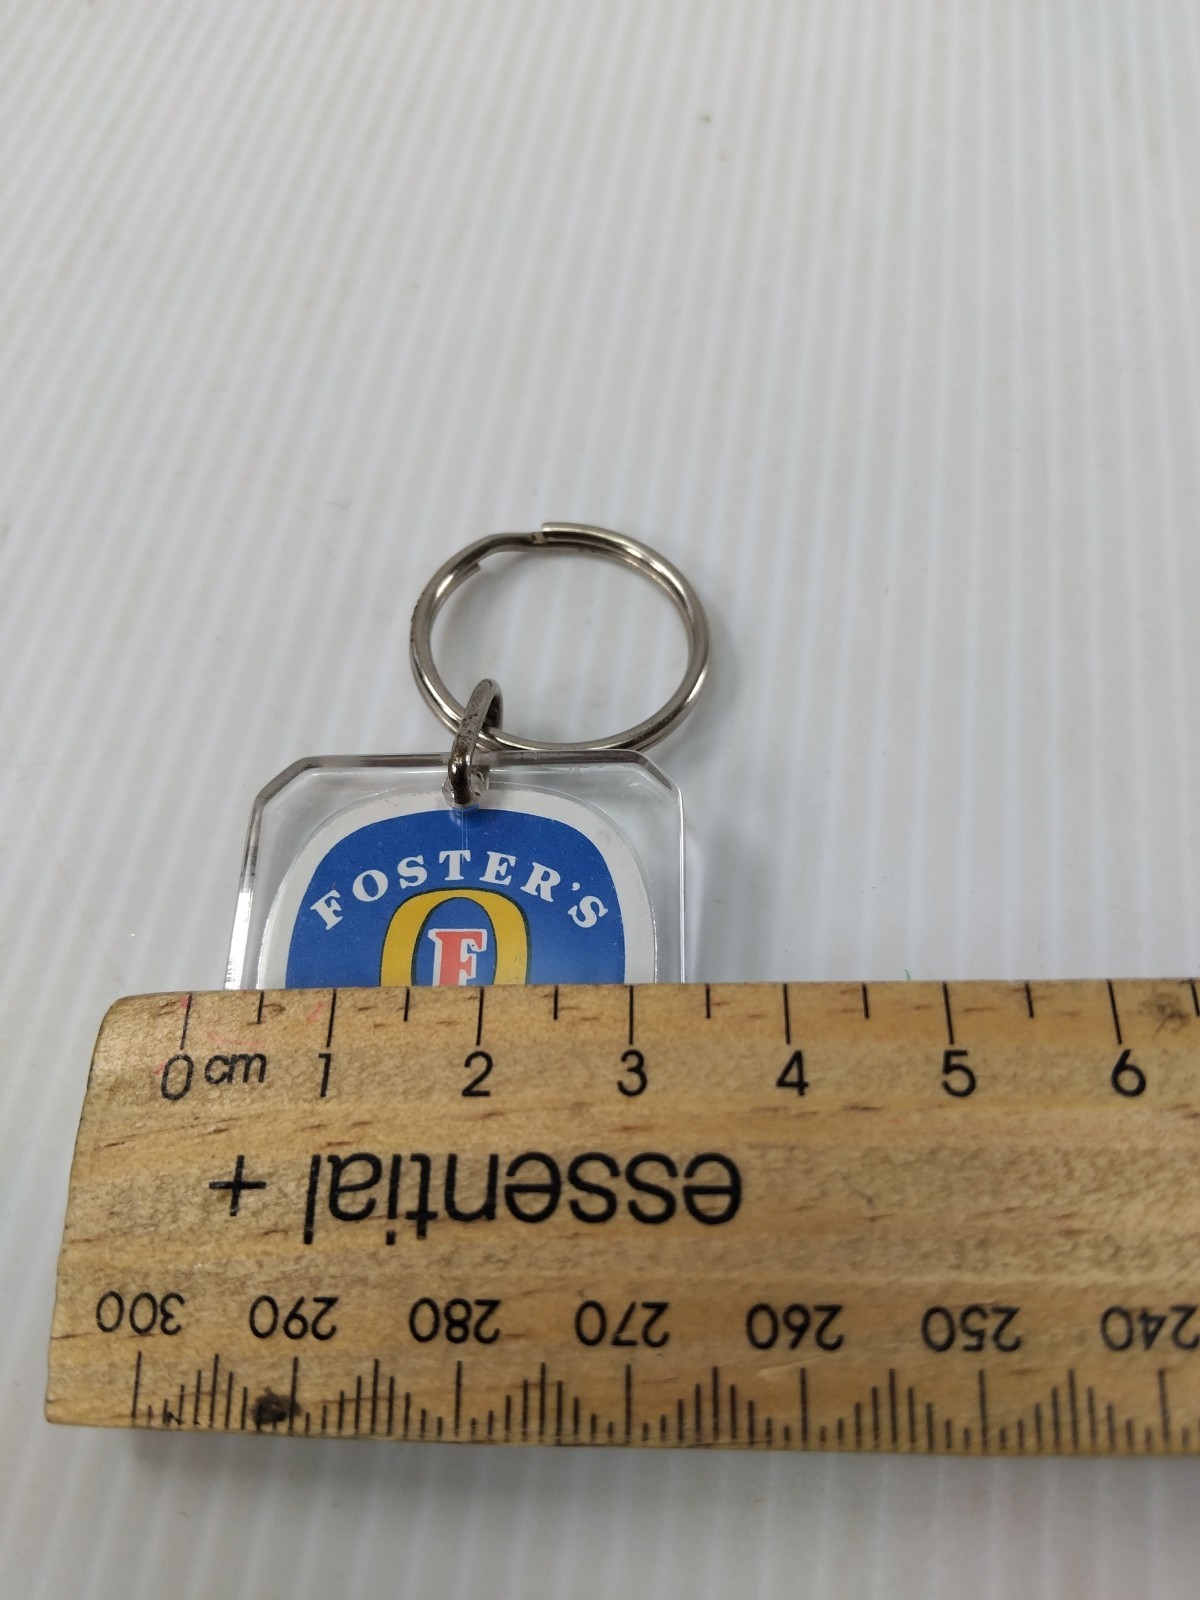 FOSTER'S
F
0 cm 1 2 3 4 5 6
essential +
300 290 280 270 260 250 240